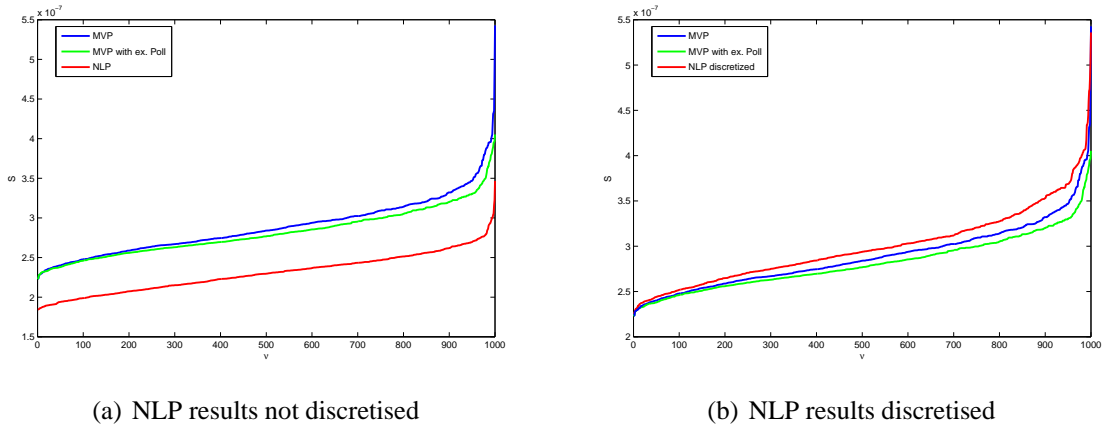 x 10⁻⁷
5.5
5
4.5
4
3.5
3
2.5
2
1.5
S
MVP
MVP with ex. Poll
NLP
0 100 200 300 400 500 600 700 800 900 1000
ν
(a) NLP results not discretised
x 10⁻⁷
5.5
5
4.5
4
3.5
3
2.5
2
S
MVP
MVP with ex. Poll
NLP discretized
0 100 200 300 400 500 600 700 800 900 1000
ν
(b) NLP results discretised